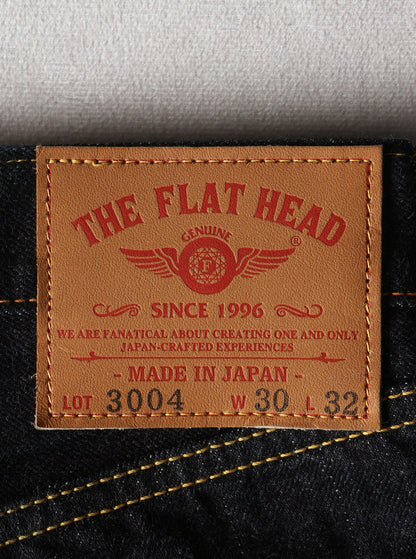 THE FLAT HEAD
GENUINE
F
®
SINCE 1996
WE ARE FANATICAL ABOUT CREATING ONE AND ONLY
JAPAN-CRAFTED EXPERIENCES
- MADE IN JAPAN -
LOT 3004 W 30 L 32